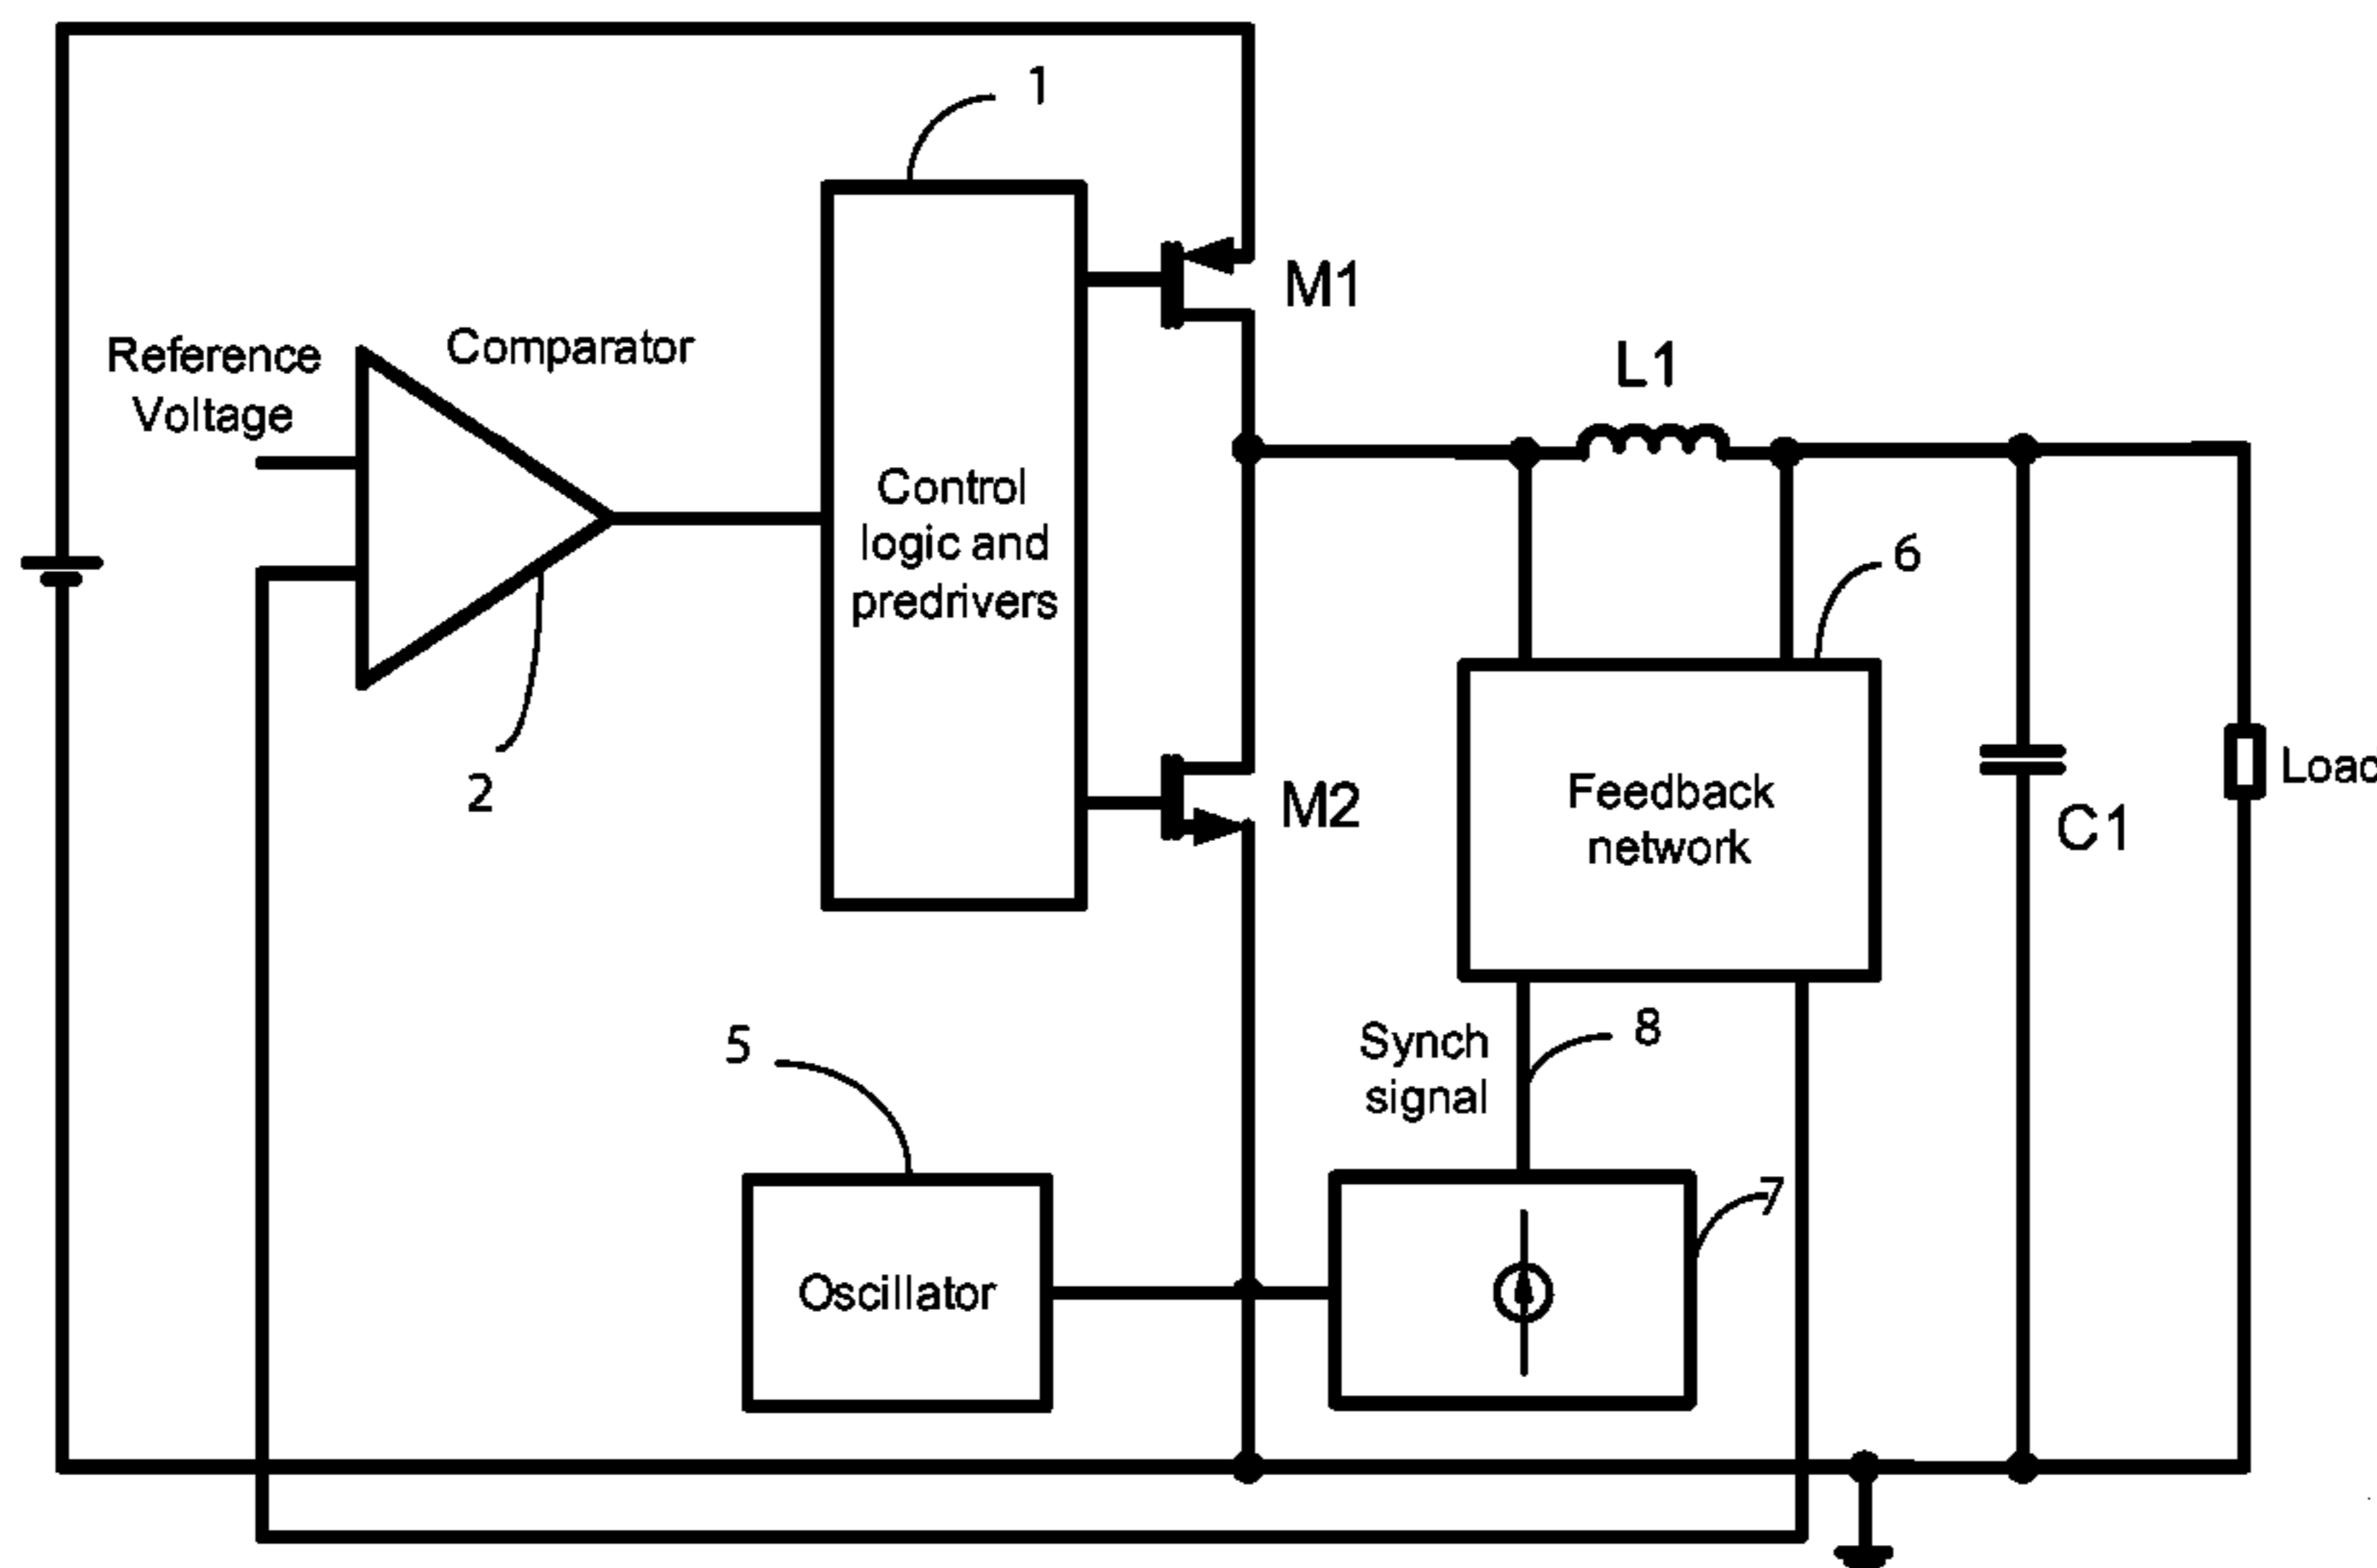 1
M1
Reference
Voltage
Comparator
L1
Control
logic and
predrivers
6
2
M2
Feedback
network
Load
C1
5
Synch
signal
8
7
Oscillator